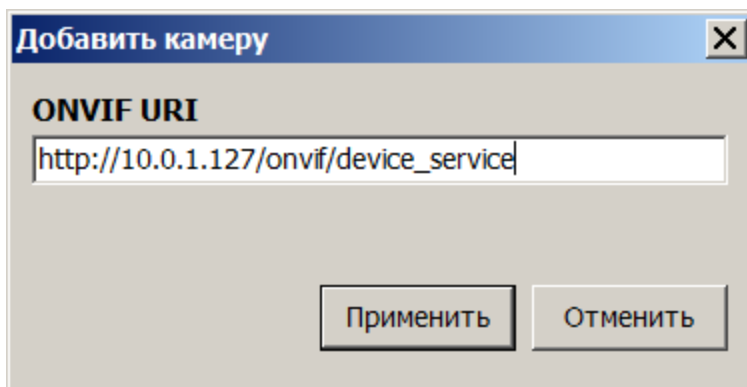 Добавить камеру
ONVIF URI
http://10.0.1.127/onvif/device_service
Применить Отменить